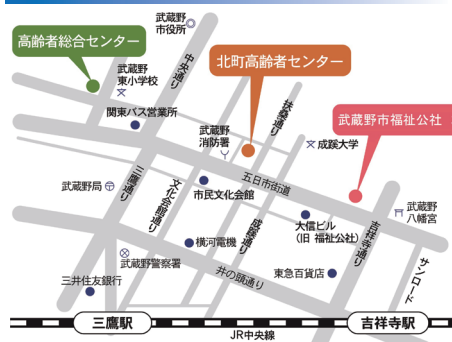 武蔵野
市役所
高齢者総合センター
中央通り
北町高齢者センター
武蔵野
東小学校
扶桑通り
関東バス営業所
武蔵野
消防署
成蹊大学
武蔵野市福祉公社
五日市街道
三鷹通り
武蔵野局
文化会館通り
市民文化会館
成蹊通り
大信ビル
(旧 福祉公社)
吉祥寺通り
武蔵野
八幡宮
横河電機
武蔵野警察署
井の頭通り
東急百貨店
サンロード
三井住友銀行
三鷹駅
吉祥寺駅
JR中央線